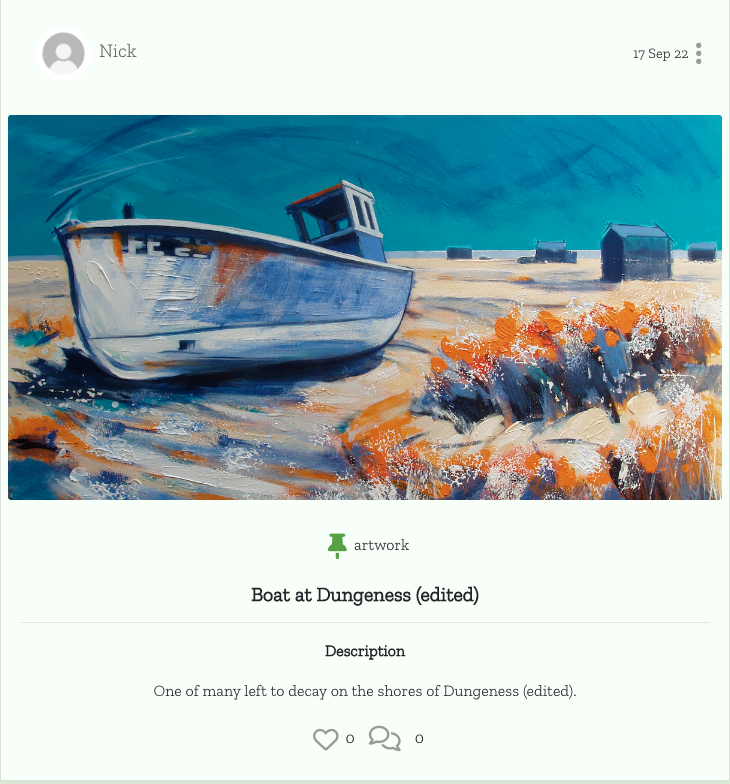 Nick
17 Sep 22
artwork
Boat at Dungeness (edited)
Description
One of many left to decay on the shores of Dungeness (edited).
0 0